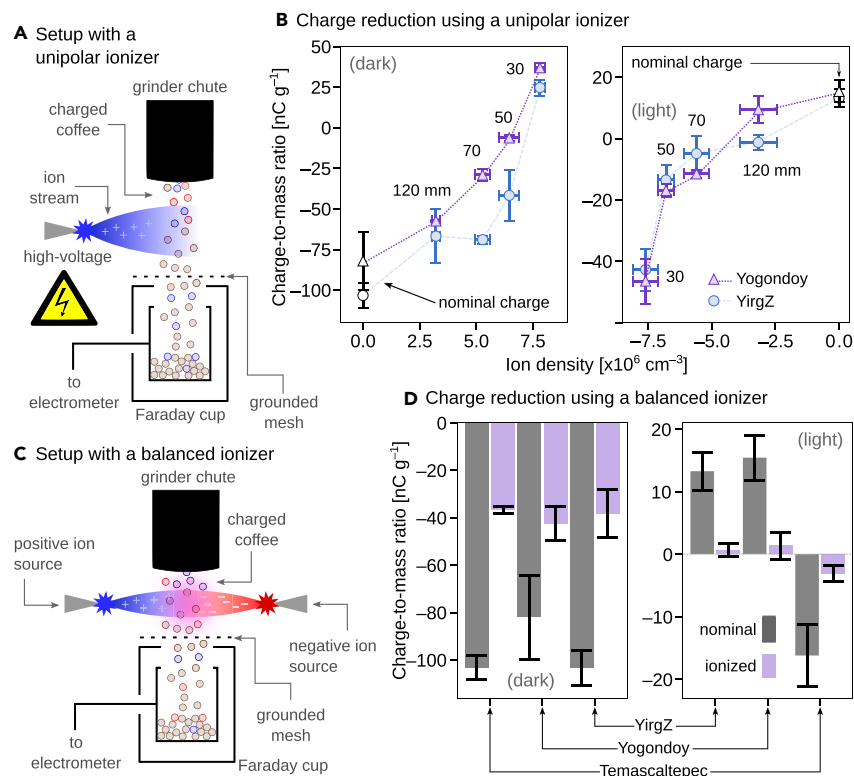 A Setup with a
unipolar ionizer
grinder chute
charged
coffee
ion
stream
high-voltage
to
electrometer
Faraday cup
grounded
mesh
B Charge reduction using a unipolar ionizer
Charge-to-mass ratio [nC g⁻¹]
50
25
0
−25
−50
−75
−100
(dark)
30
50
70
120 mm
nominal charge
0.0
2.5
5.0
7.5
20
0
−20
−40
nominal charge
(light)
70
50
120 mm
30
Yogondoy
YirgZ
−7.5
−5.0
−2.5
0.0
Ion density [x10⁶ cm⁻³]
C Setup with a balanced ionizer
grinder chute
charged
coffee
positive ion
source
negative ion
source
grounded
mesh
to
electrometer
Faraday cup
D Charge reduction using a balanced ionizer
Charge-to-mass ratio [nC g⁻¹]
0
−20
−40
−60
−80
−100
(dark)
20
10
0
−10
−20
(light)
nominal
ionized
YirgZ
Yogondoy
Temascaltepec